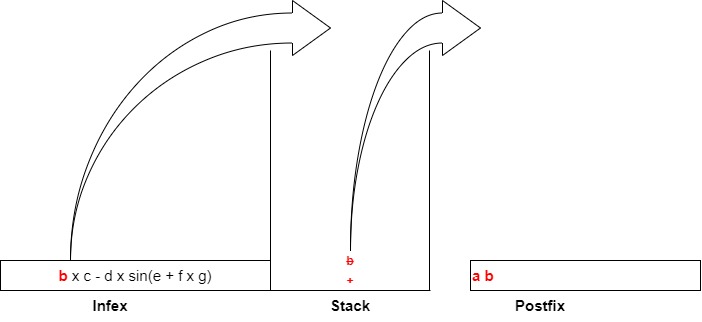 b
+
b x c - d x sin(e + f x g)
a b
Infex
Stack
Postfix